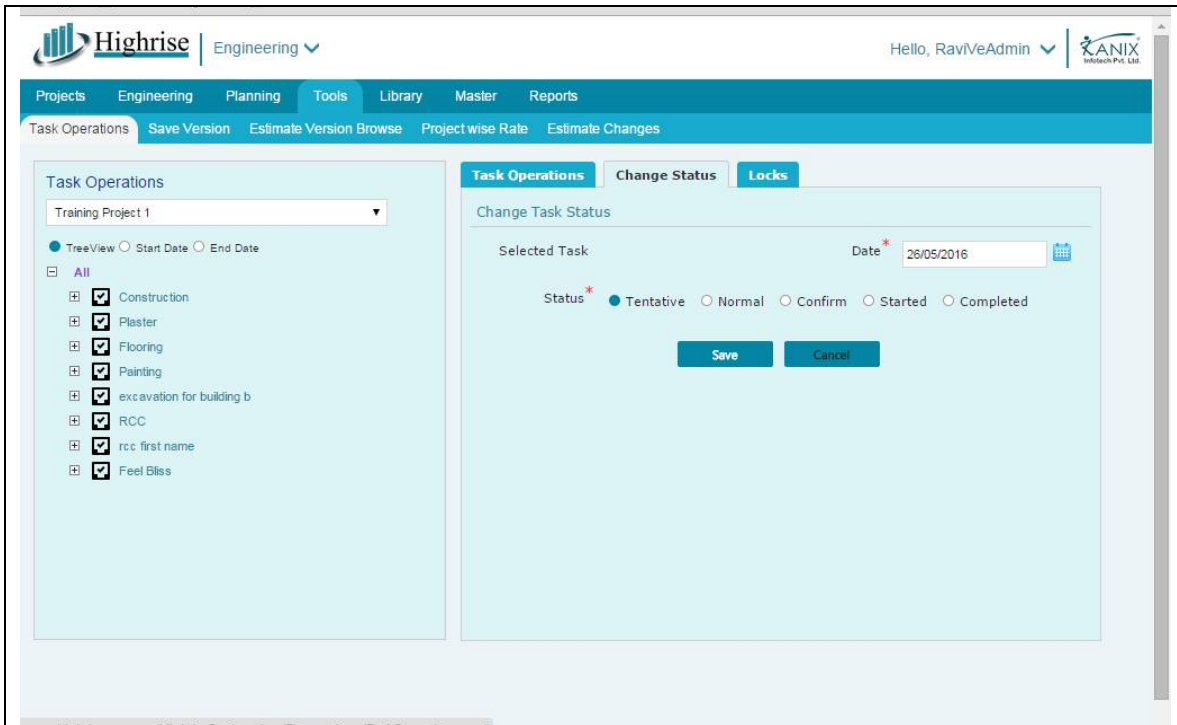 Highrise Engineering Hello, RaviVeAdmin KANIX
Infotech Pvt. Ltd.
Projects Engineering Planning Tools Library Master Reports
Task Operations Save Version Estimate Version Browse Project wise Rate Estimate Changes
Task Operations
Training Project 1
TreeView Start Date End Date
All
Construction
Plaster
Flooring
Painting
excavation for building b
RCC
rcc first name
Feel Bliss
Task Operations Change Status Locks
Change Task Status
Selected Task Date* 26/05/2016
Status* Tentative Normal Confirm Started Completed
Save Cancel